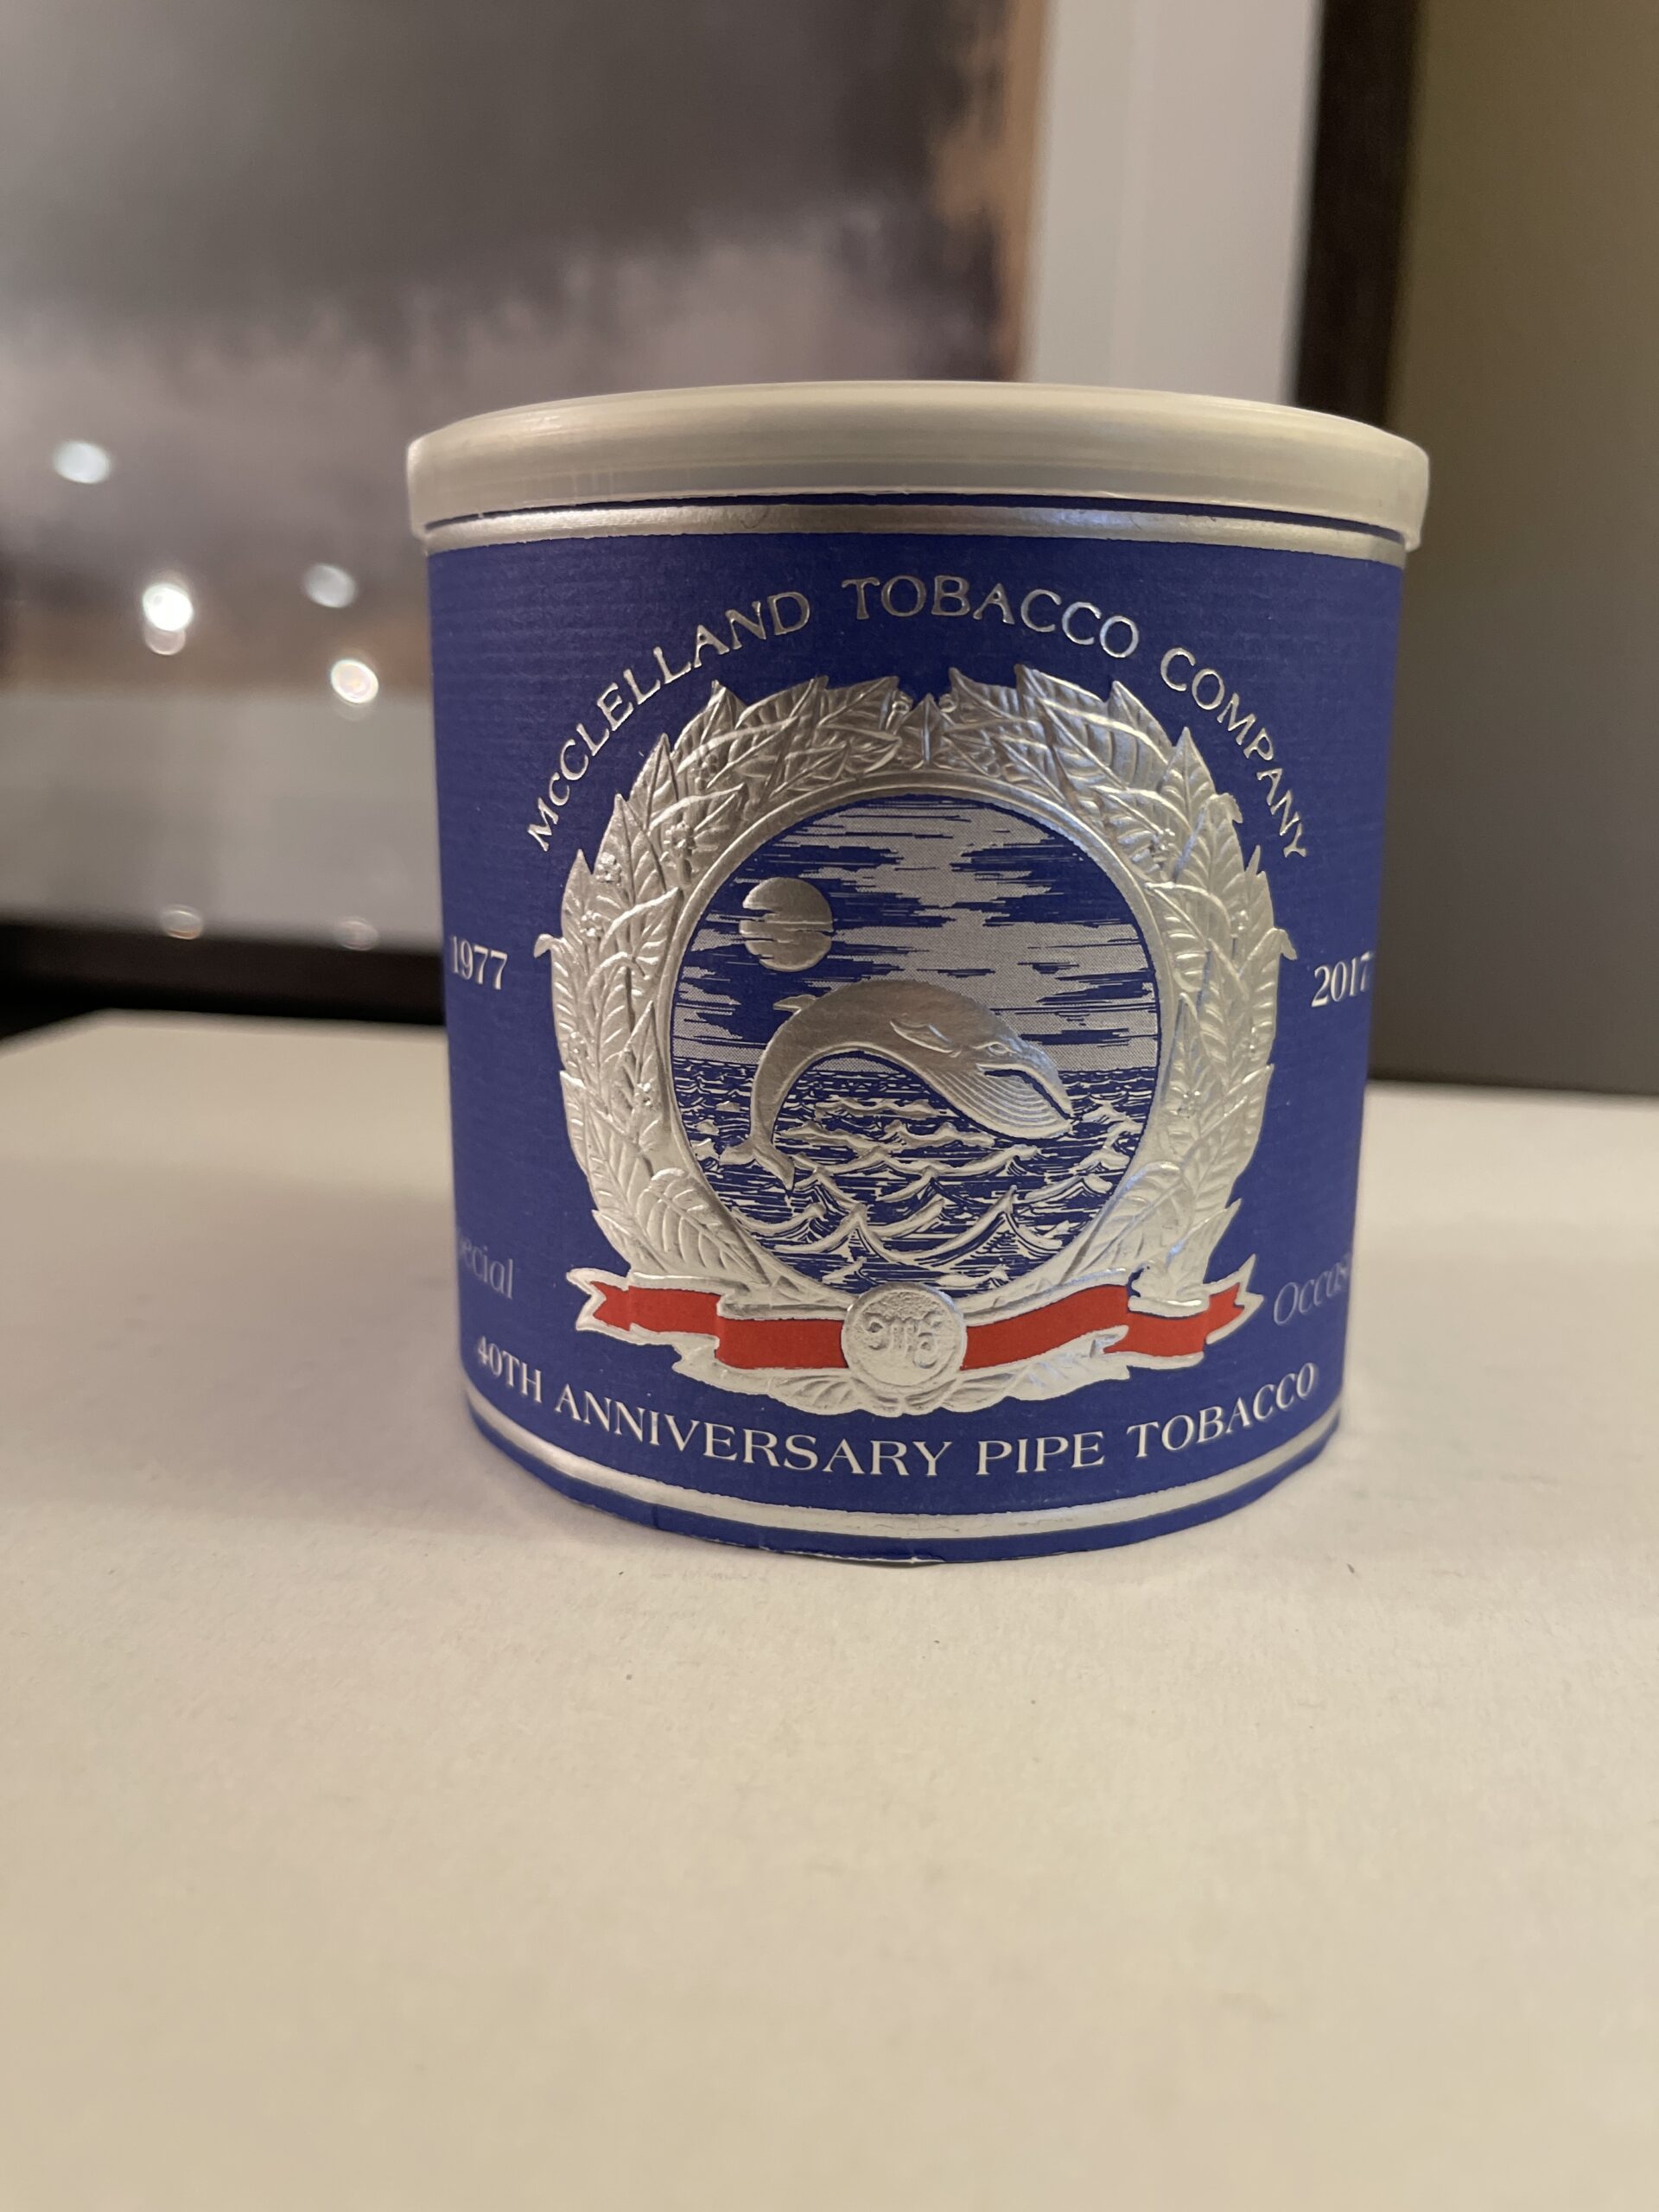 McCLELLAND TOBACCO COMPANY
1977
2017
40TH ANNIVERSARY PIPE TOBACCO